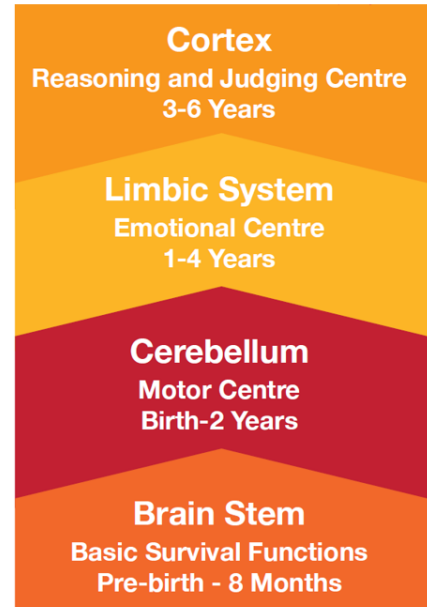 Cortex
Reasoning and Judging Centre
3-6 Years
Limbic System
Emotional Centre
1-4 Years
Cerebellum
Motor Centre
Birth-2 Years
Brain Stem
Basic Survival Functions
Pre-birth - 8 Months